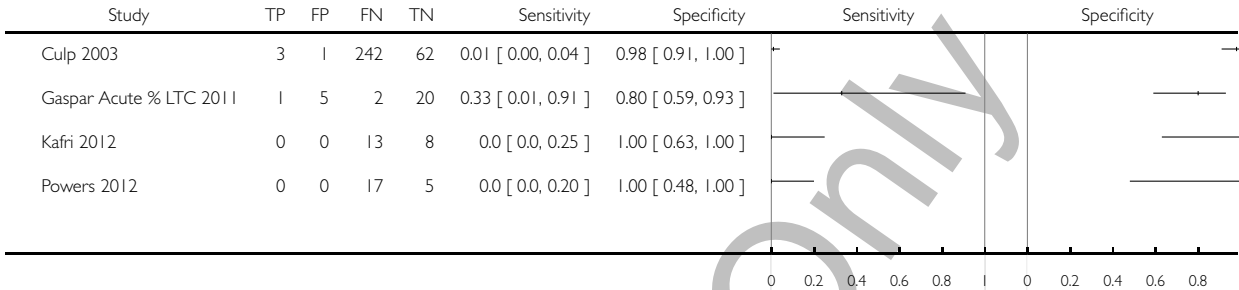 Study TP FP FN TN Sensitivity Specificity Sensitivity Specificity
Culp 2003 3 1 242 62 0.01 [ 0.00, 0.04 ] 0.98 [ 0.91, 1.00 ]
Gaspar Acute % LTC 2011 1 5 2 20 0.33 [ 0.01, 0.91 ] 0.80 [ 0.59, 0.93 ]
Kafri 2012 0 0 13 8 0.0 [ 0.0, 0.25 ] 1.00 [ 0.63, 1.00 ]
Powers 2012 0 0 17 5 0.0 [ 0.0, 0.20 ] 1.00 [ 0.48, 1.00 ]
0 0.2 0.4 0.6 0.8 1 0 0.2 0.4 0.6 0.8
Only